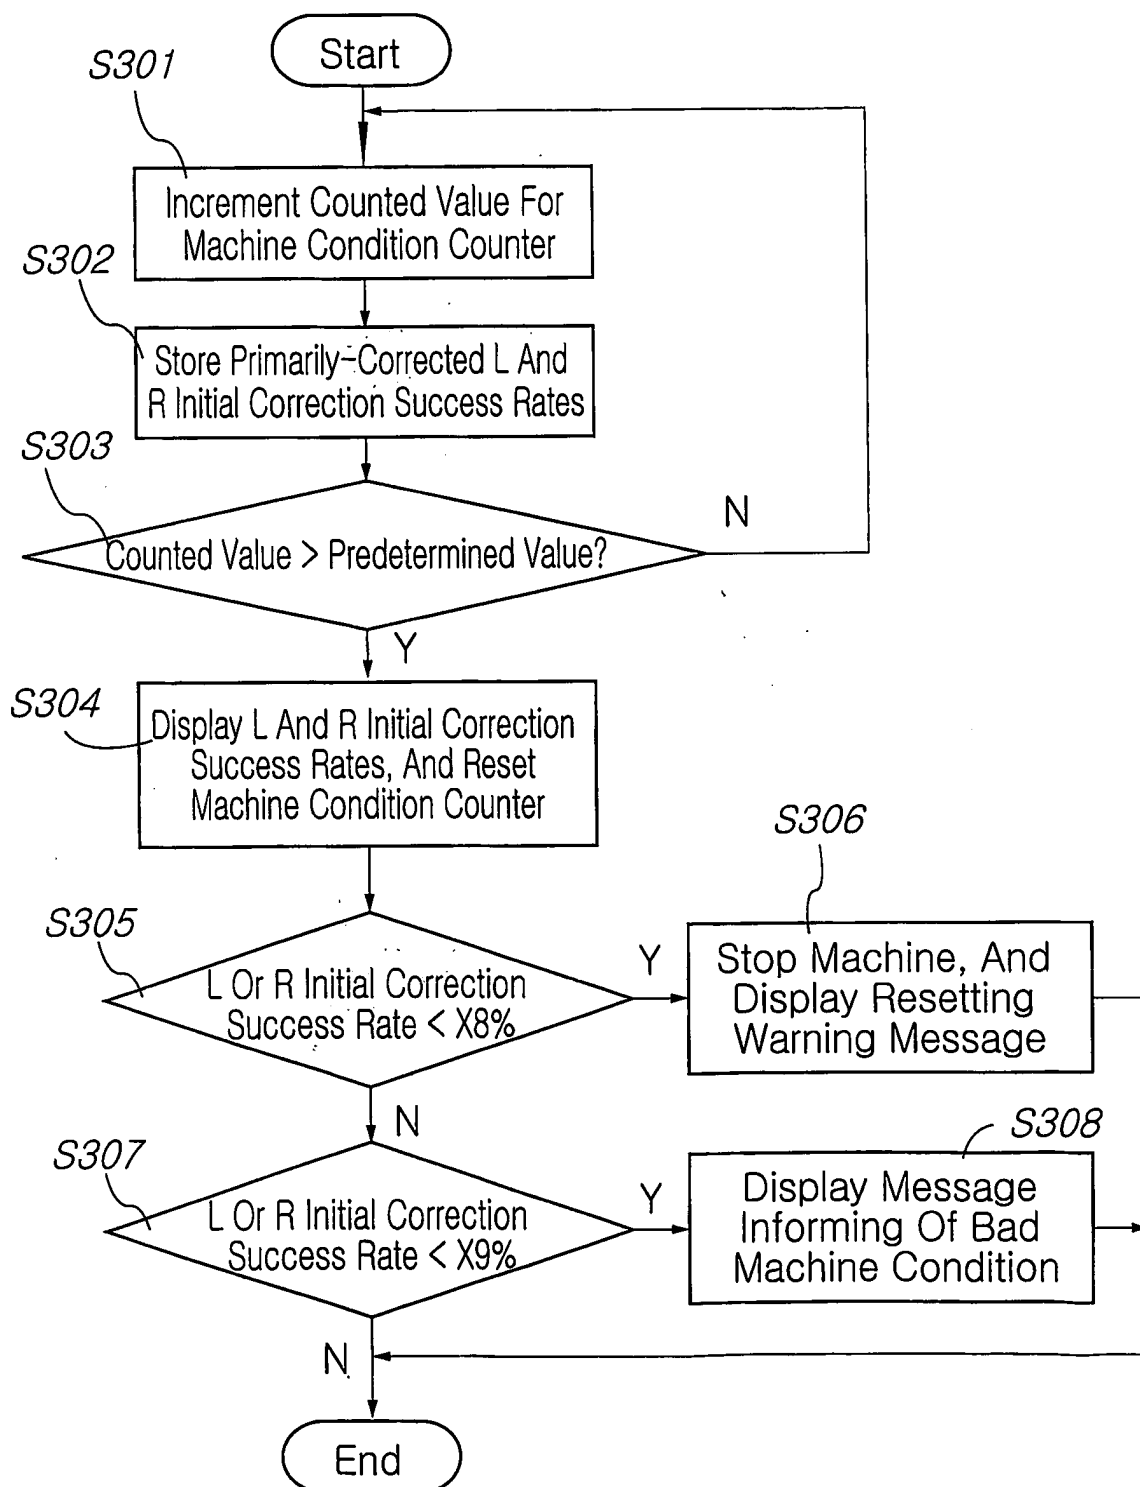 Start
S301
Increment Counted Value For
Machine Condition Counter
S302
Store Primarily-Corrected L And
R Initial Correction Success Rates
S303
Counted Value > Predetermined Value?
N
Y
S304
Display L And R Initial Correction
Success Rates, And Reset
Machine Condition Counter
S305
L Or R Initial Correction
Success Rate < X8%
Y
S306
Stop Machine, And
Display Resetting
Warning Message
N
S307
L Or R Initial Correction
Success Rate < X9%
Y
S308
Display Message
Informing Of Bad
Machine Condition
N
End